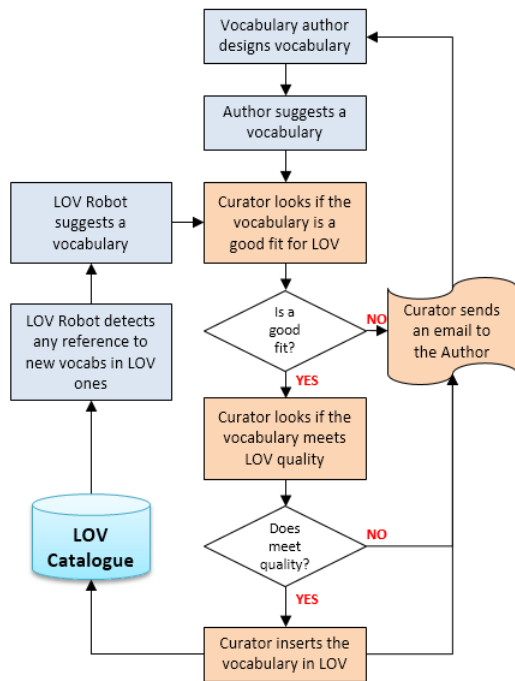 Vocabulary author
designs vocabulary
Author suggests a
vocabulary
LOV Robot
suggests a
vocabulary
Curator looks if the
vocabulary is a
good fit for LOV
LOV Robot detects
any reference to
new vocabs in LOV
ones
Is a
good
fit?
NO
Curator sends
an email to
the Author
YES
Curator looks if the
vocabulary meets
LOV quality
LOV
Catalogue
Does
meet
quality?
NO
YES
Curator inserts the
vocabulary in LOV